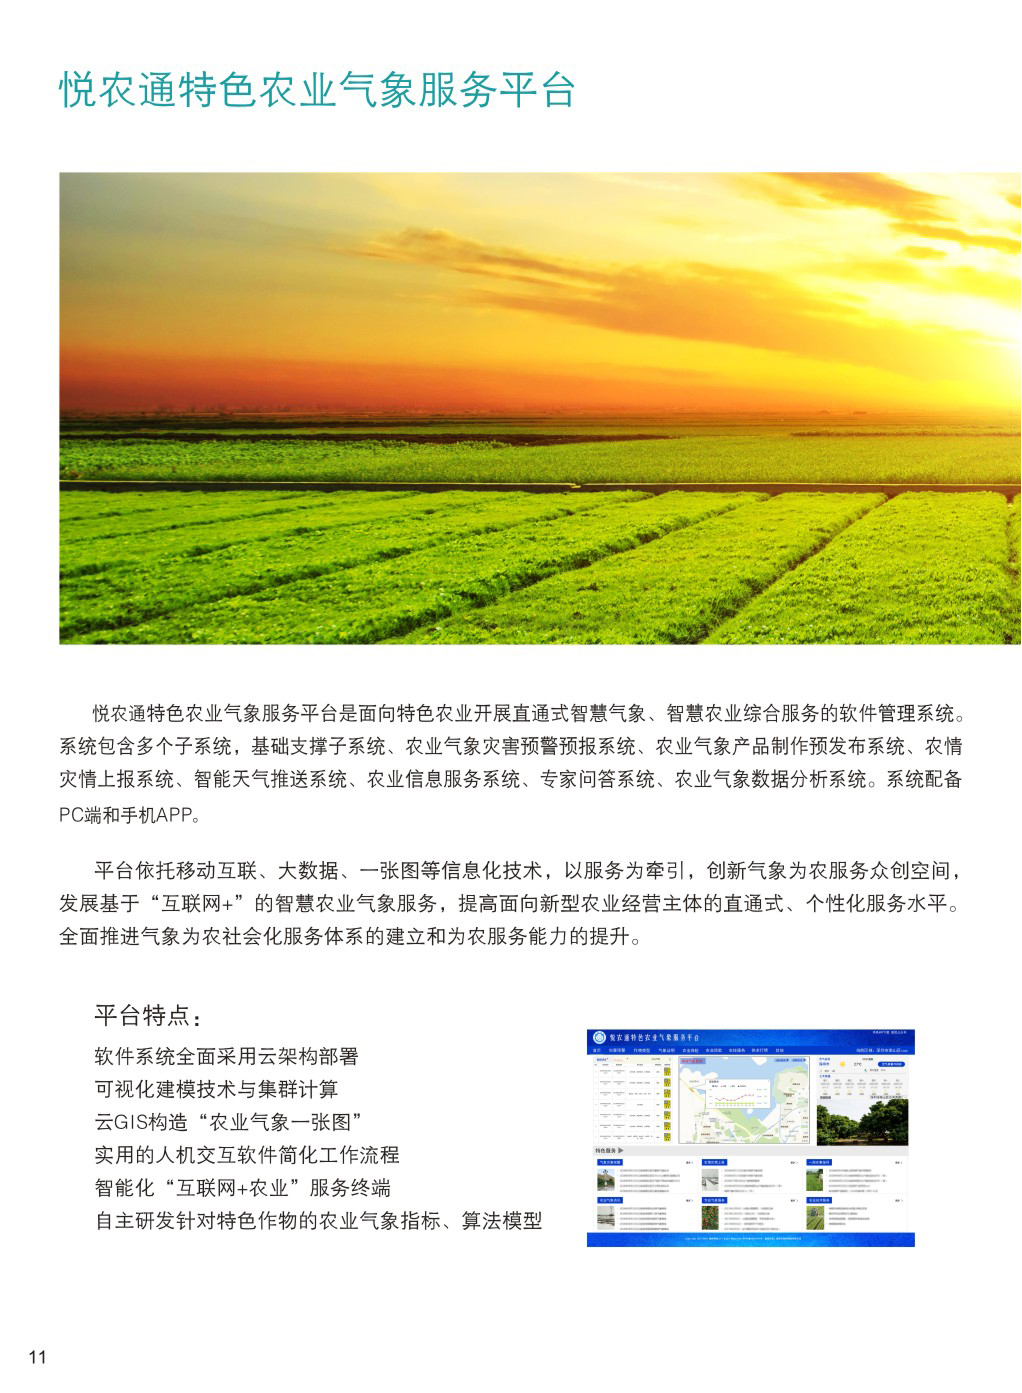 悦农通特色农业气象服务平台
悦农通特色农业气象服务平台是面向特色农业开展直通式智慧气象、智慧农业综合服务的软件管理系统。
系统包含多个子系统，基础支撑子系统、农业气象灾害预警预报系统、农业气象产品制作预发布系统、农情
灾情上报系统、智能天气推送系统、农业信息服务系统、专家问答系统、农业气象数据分析系统。系统配备
PC端和手机APP。
平台依托移动互联、大数据、一张图等信息化技术，以服务为牵引，创新气象为农服务众创空间，
发展基于“互联网+”的智慧农业气象服务，提高面向新型农业经营主体的直通式、个性化服务水平。
全面推进气象为农社会化服务体系的建立和为农服务能力的提升。
平台特点：
软件系统全面采用云架构部署
可视化建模技术与集群计算
云GIS构造“农业气象一张图”
实用的人机交互软件简化工作流程
智能化“互联网+农业”服务终端
自主研发针对特色作物的农业气象指标、算法模型
悦农通特色农业气象服务平台
特色服务
11